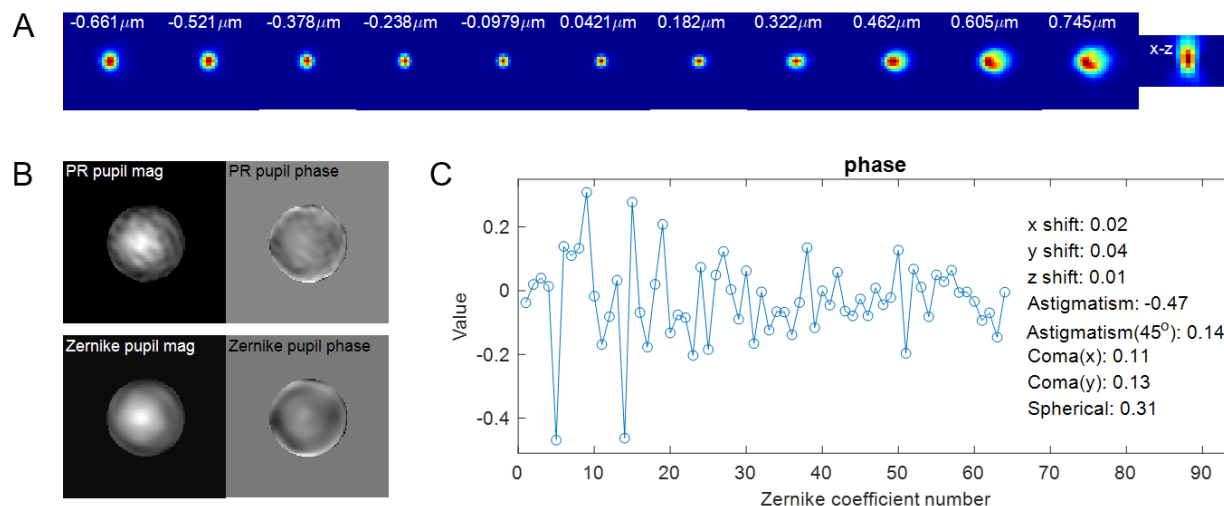 A
-0.661μm -0.521μm -0.378μm -0.238μm -0.0979μm 0.0421μm 0.182μm 0.322μm 0.462μm 0.605μm 0.745μm
x-z
B
PR pupil mag PR pupil phase
Zernike pupil mag Zernike pupil phase
C
phase
Value
0.2
0
-0.2
-0.4
0 10 20 30 40 50 60 70 80 90
Zernike coefficient number
x shift: 0.02
y shift: 0.04
z shift: 0.01
Astigmatism: -0.47
Astigmatism(45°): 0.14
Coma(x): 0.11
Coma(y): 0.13
Spherical: 0.31